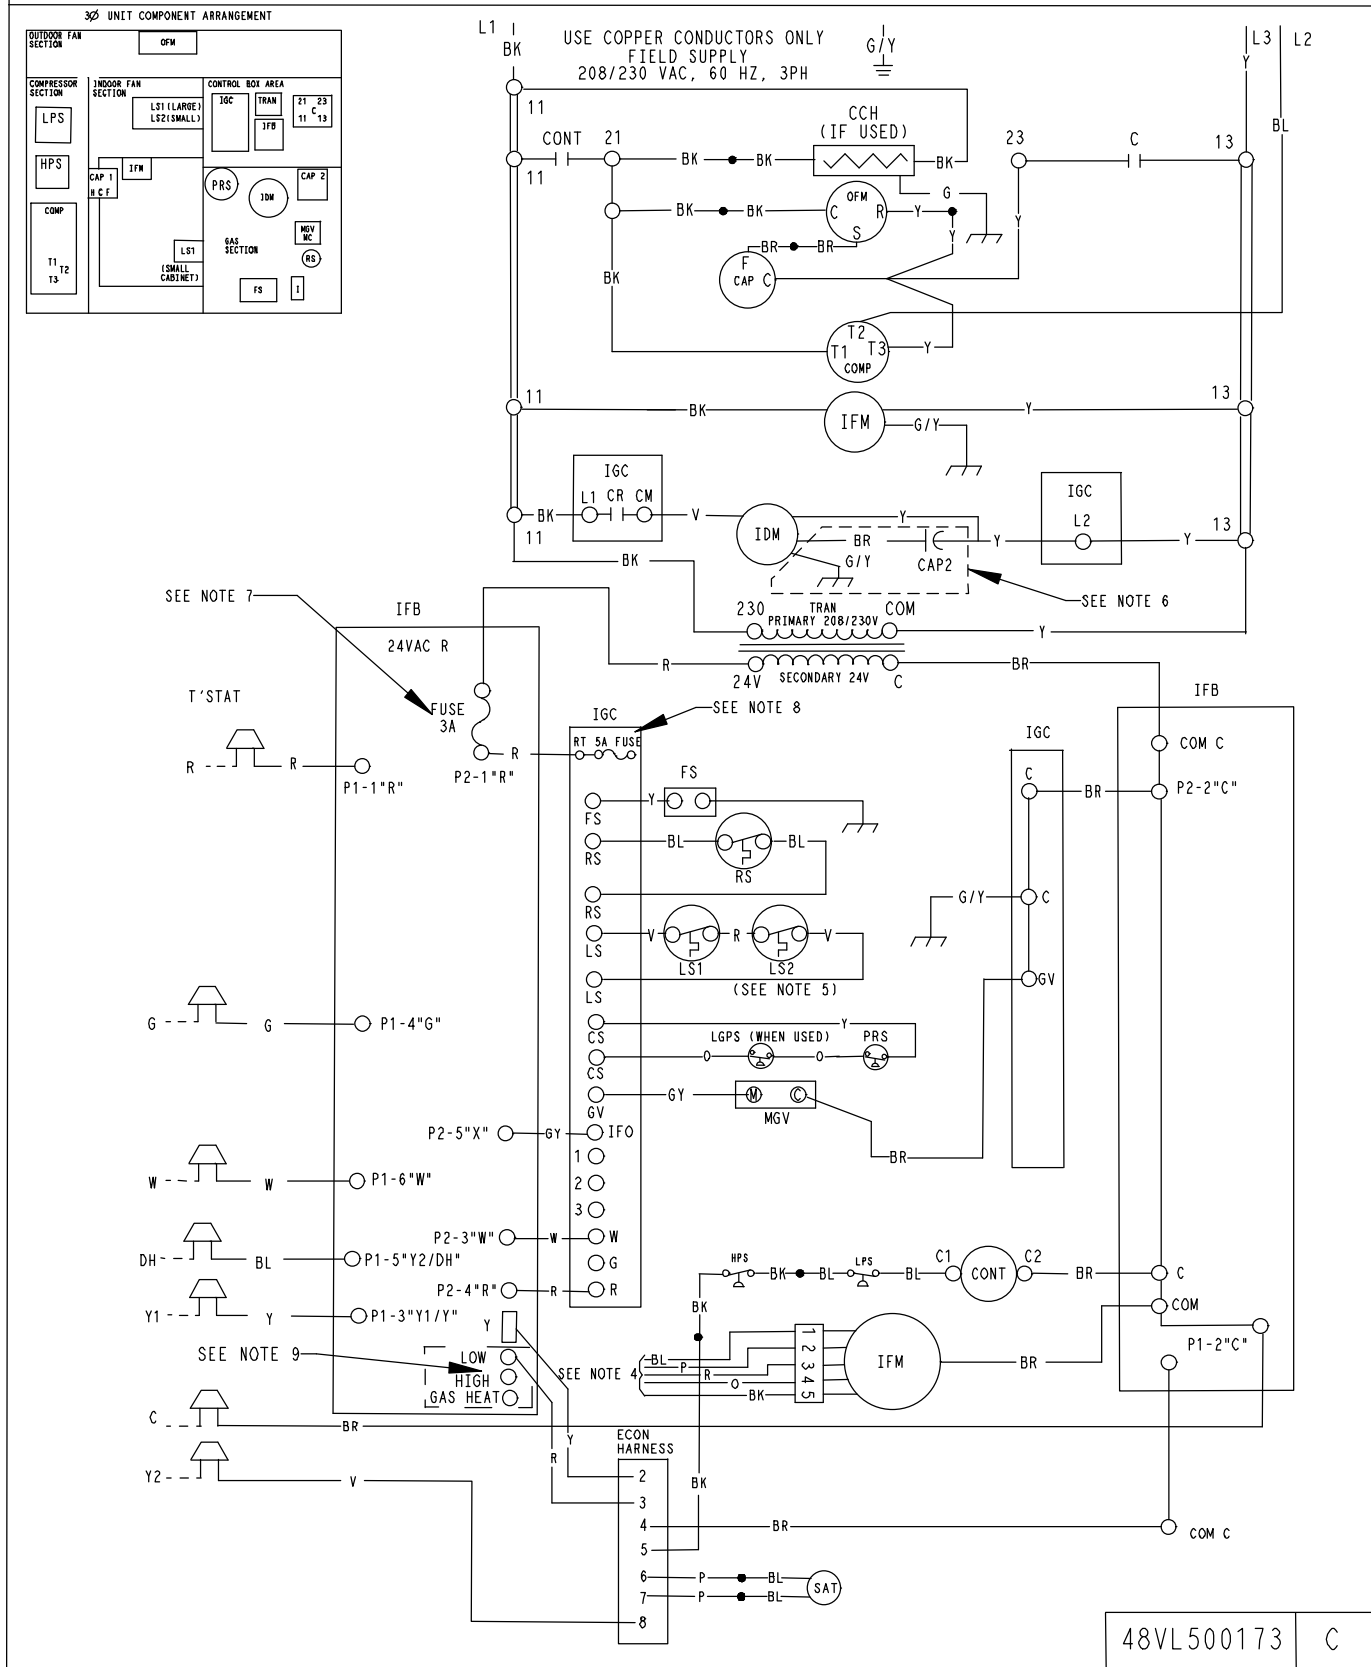 3Ø UNIT COMPONENT ARRANGEMENT
OUTDOOR FAN
SECTION
OFM
COMPRESSOR
SECTION
INDOOR FAN
SECTION
CONTROL BOX AREA
LPS
HPS
LS1(LARGE)
LS2(SMALL)
IGC
TRAN
IFB
21 23
C
11 13
IFM
CAP 1
H C F
PRS
IDM
CAP 2
COMP
T1
T2
T3
MGV
MC
LS1
(SMALL
CABINET)
GAS
SECTION
RS
FS
I
L1
BK
USE COPPER CONDUCTORS ONLY
FIELD SUPPLY
208/230 VAC, 60 HZ, 3PH
G/Y
L3
L2
Y
BL
11
CCH
(IF USED)
CONT
21
23
C
13
11
BK
BK
BK
G
BK
BK
C
OFM
R
S
Y
Y
Y
BR
BR
F
CAP
C
BK
T2
T1
T3
COMP
Y
11
BK
IFM
G/Y
Y
13
IGC
L1 CR CM
BK
11
V
IDM
Y
BR
G/Y
CAP2
Y
IGC
L2
Y
13
BK
SEE NOTE 6
SEE NOTE 7
IFB
24VAC R
230
TRAN
COM
PRIMARY 208/230V
Y
R
24V
SECONDARY 24V
C
BR
IFB
T'STAT
FUSE
3A
IGC
SEE NOTE 8
RT 5A FUSE
R
R
R
P1-1"R"
P2-1"R"
COM C
IGC
C
BR
P2-2"C"
FS
Y
FS
RS
BL
RS
BL
RS
LS
V
LS1
R
LS2
V
(SEE NOTE 5)
LS
G/Y
C
GV
G
G
P1-4"G"
CS
Y
LGPS (WHEN USED)
PRS
CS
O
O
GV
GY
M
C
MGV
BR
P2-5"X"
GY
IFO
1
2
3
W
W
P1-6"W"
P2-3"W"
W
W
G
DH
BL
P1-5"Y2/DH"
P2-4"R"
R
R
HPS
BK
BL
LPS
BL
C1
CONT
C2
BR
C
COM
BK
Y1
Y
P1-3"Y1/Y"
Y
P1-2"C"
SEE NOTE 9
LOW
HIGH
GAS HEAT
SEE NOTE 4
BL
P
R
O
BK
1
2
3
4
5
IFM
BR
C
BR
Y
R
ECON
HARNESS
Y2
V
BK
2
3
4
BR
COM C
5
6
P
BL
7
P
BL
SAT
8
48VL500173
C